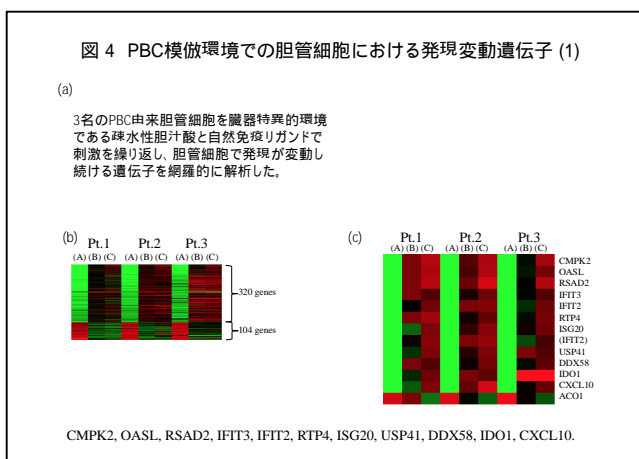 図 4 PBC模倣環境での胆管細胞における発現変動遺伝子 (1)
(a)
3名のPBC由来胆管細胞を臓器特異的環境
である疎水性胆汁酸と自然免疫リガンドで
刺激を繰り返し、胆管細胞で発現が変動し
続ける遺伝子を網羅的に解析した。
(b)
Pt.1 Pt.2 Pt.3
(A) (B) (C) (A) (B) (C) (A) (B) (C)
320 genes
104 genes
(c)
Pt.1 Pt.2 Pt.3
(A) (B) (C) (A) (B) (C) (A) (B) (C)
CMPK2
OASL
RSAD2
IFIT3
IFIT2
RTP4
ISG20
(IFIT2)
USP41
DDX58
IDO1
CXCL10
ACO1
CMPK2, OASL, RSAD2, IFIT3, IFIT2, RTP4, ISG20, USP41, DDX58, IDO1, CXCL10.